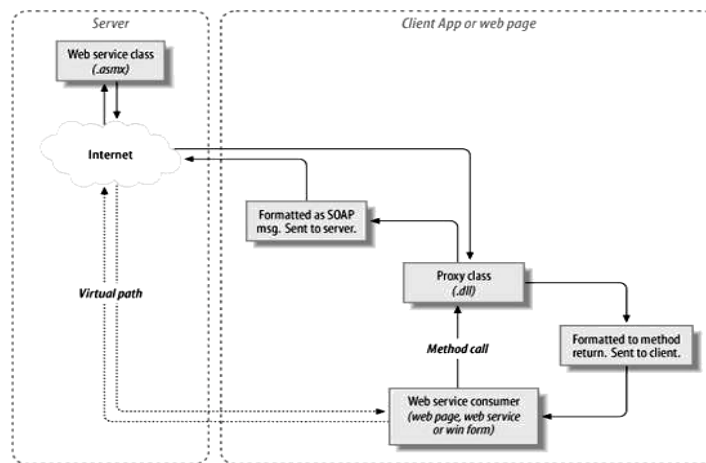 Server
Client App or web page
Web service class
(.asmx)
Internet
Formatted as SOAP
msg. Sent to server.
Proxy class
(.dll)
Virtual path
Method call
Formatted to method
return. Sent to client.
Web service consumer
(web page, web service
or win form)